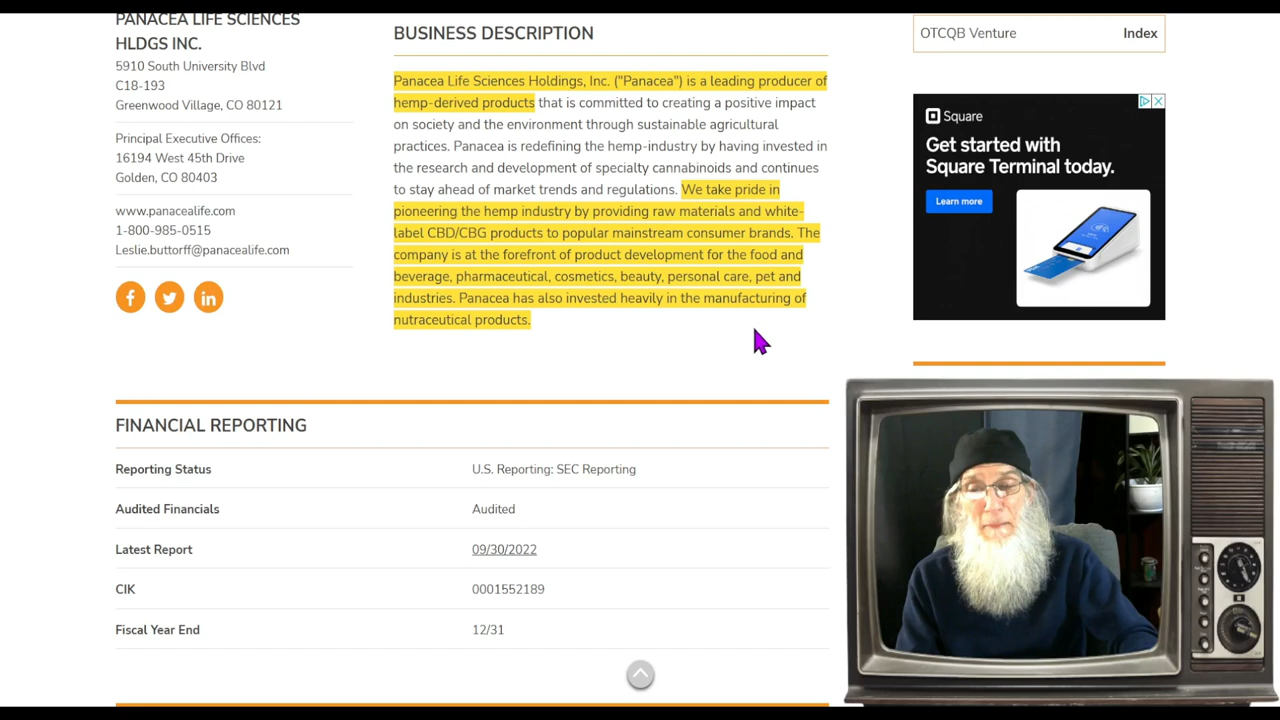 PANACEA LIFE SCIENCES
HLDGS INC.
5910 South University Blvd
C18-193
Greenwood Village, CO 80121
Principal Executive Offices:
16194 West 45th Drive
Golden, CO 80403
www.panacealife.com
1-800-985-0515
Leslie.buttorff@panacealife.com
BUSINESS DESCRIPTION
Panacea Life Sciences Holdings, Inc. ("Panacea") is a leading producer of
hemp-derived products that is committed to creating a positive impact
on society and the environment through sustainable agricultural
practices. Panacea is redefining the hemp-industry by having invested in
the research and development of specialty cannabinoids and continues
to stay ahead of market trends and regulations. We take pride in
pioneering the hemp industry by providing raw materials and white-
label CBD/CBG products to popular mainstream consumer brands. The
company is at the forefront of product development for the food and
beverage, pharmaceutical, cosmetics, beauty, personal care, pet and
industries. Panacea has also invested heavily in the manufacturing of
nutraceutical products.
OTCQB Venture Index
Square
Get started with
Square Terminal today.
Learn more
FINANCIAL REPORTING
Reporting Status U.S. Reporting: SEC Reporting
Audited Financials Audited
Latest Report 09/30/2022
CIK 0001552189
Fiscal Year End 12/31